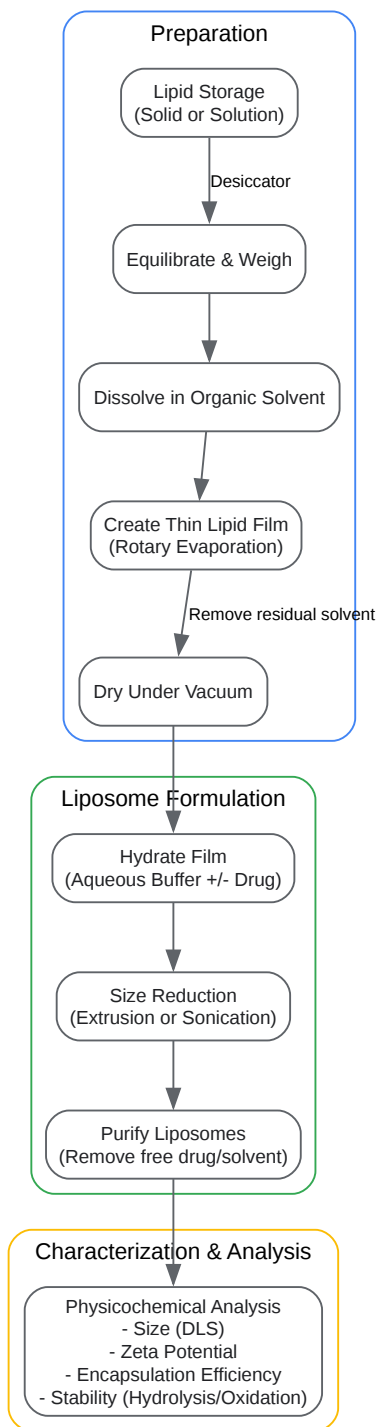 Preparation
Lipid Storage
(Solid or Solution)
Desiccator
Equilibrate & Weigh
Dissolve in Organic Solvent
Create Thin Lipid Film
(Rotary Evaporation)
Remove residual solvent
Dry Under Vacuum
Liposome Formulation
Hydrate Film
(Aqueous Buffer +/- Drug)
Size Reduction
(Extrusion or Sonication)
Purify Liposomes
(Remove free drug/solvent)
Characterization & Analysis
Physicochemical Analysis
- Size (DLS)
- Zeta Potential
- Encapsulation Efficiency
- Stability (Hydrolysis/Oxidation)